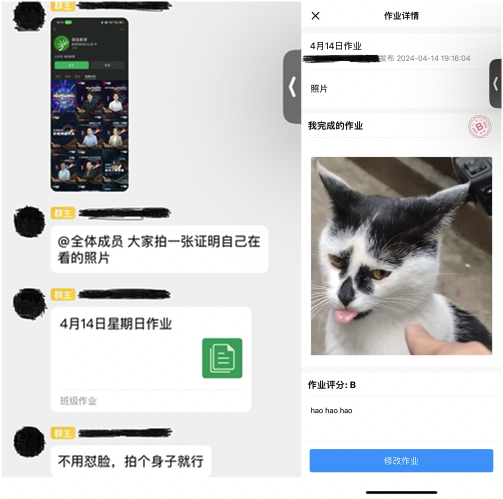 群主
群主
@全体成员 大家拍一张证明自己在
看的照片
群主
4月14日星期日作业
班级作业
群主
不用怼脸，拍个身子就行
作业详情
4月14日作业
发布 2024-04-14 19:16:04
照片
我完成的作业
B
作业评分: B
hao hao hao
修改作业